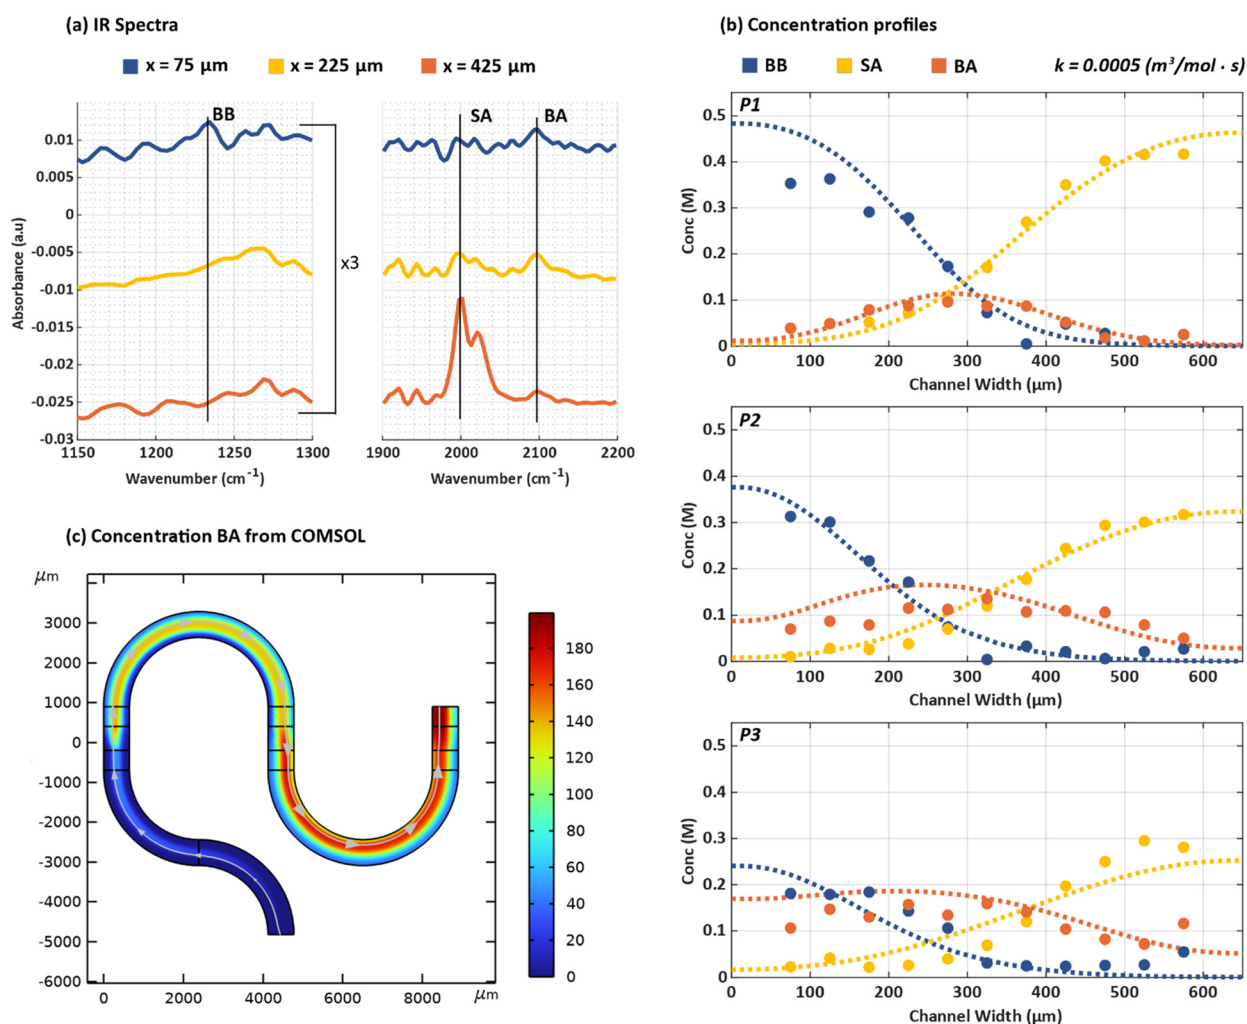 (a) IR Spectra
x = 75 μm x = 225 μm x = 425 μm
BB SA BA
0.01
0.005
0
-0.005
-0.01
-0.015
-0.02
-0.025
-0.03
x3
Absorbance (a.u)
1150 1200 1250 1300 1900 2000 2100 2200
Wavenumber (cm-1) Wavenumber (cm-1)
(c) Concentration BA from COMSOL
μm
3000
2000
1000
0
-1000
-2000
-3000
-4000
-5000
-6000
0 2000 4000 6000 8000 μm
180
160
140
120
100
80
60
40
20
0
(b) Concentration profiles
BB SA BA k = 0.0005 (m³/mol · s)
P1
0.5
0.4
0.3
0.2
0.1
0
Conc (M)
0 100 200 300 400 500 600
Channel Width (μm)
P2
0.5
0.4
0.3
0.2
0.1
0
Conc (M)
0 100 200 300 400 500 600
Channel Width (μm)
P3
0.5
0.4
0.3
0.2
0.1
0
Conc (M)
0 100 200 300 400 500 600
Channel Width (μm)